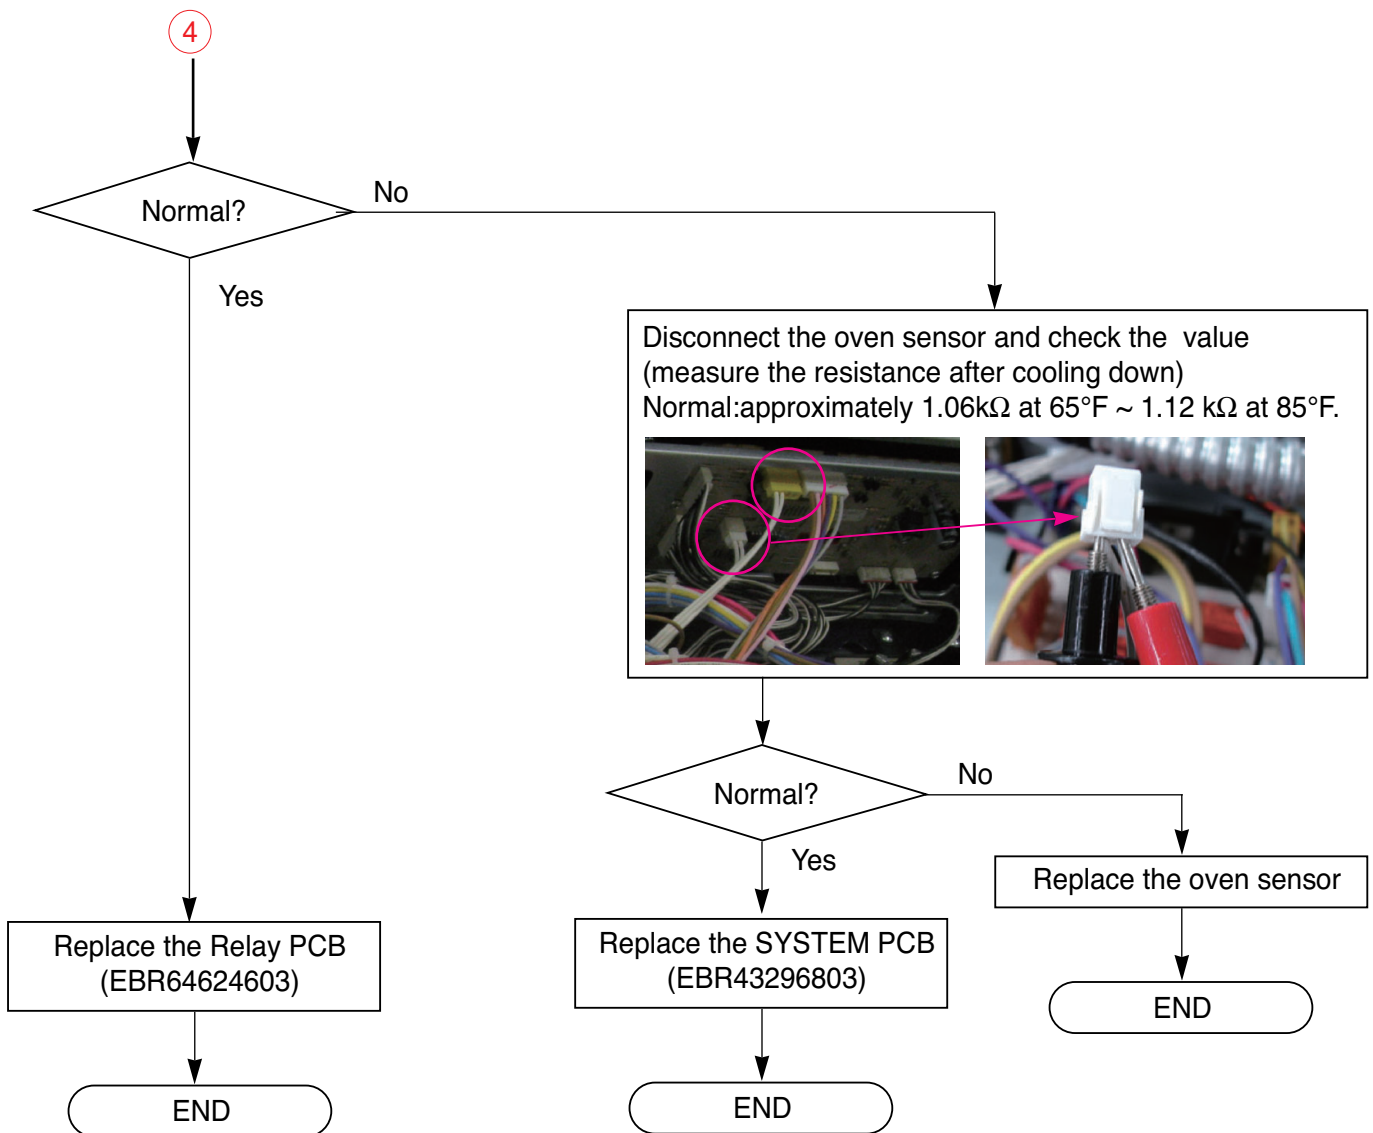 4
Normal?
No
Yes
Disconnect the oven sensor and check the value
(measure the resistance after cooling down)
Normal:approximately 1.06kΩ at 65°F ~ 1.12 kΩ at 85°F.
Normal?
No
Yes
Replace the oven sensor
Replace the Relay PCB
(EBR64624603)
Replace the SYSTEM PCB
(EBR43296803)
END
END
END